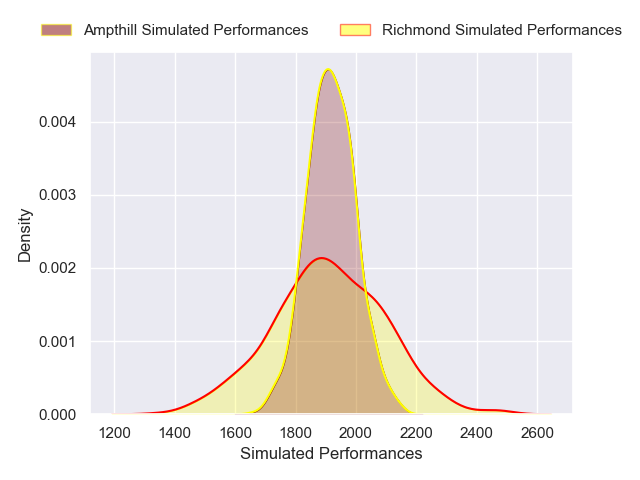 Ampthill Simulated Performances Richmond Simulated Performances
0.004
0.003
0.002
0.001
0.000
Density
1200 1400 1600 1800 2000 2200 2400 2600
Simulated Performances